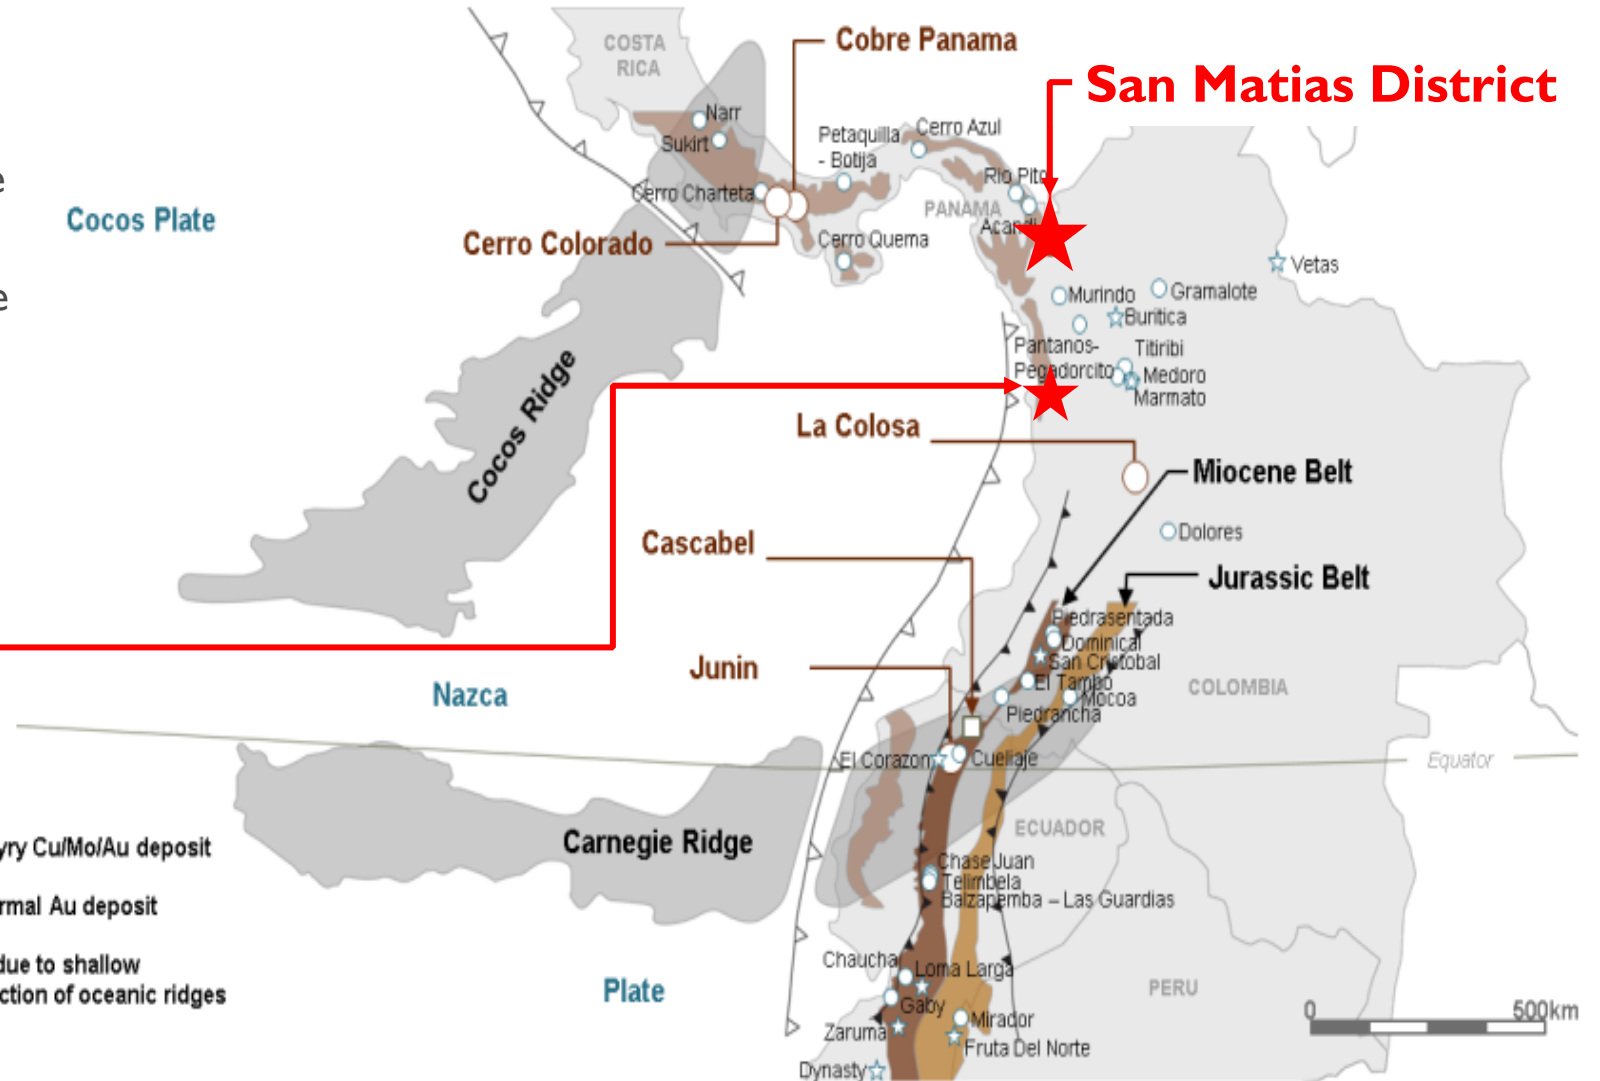 COSTA
RICA
Cobre Panama
San Matias District
Narr
Sukirt
Petaquilla
- Botija
Cerro Azul
e
Cocos Plate
Cerro Charteta
Rio Pito
PANAMA
Acandi
Cerro Colorado
Cerro Quema
Vetas
e
Murindo
Gramalote
Buritica
Pantanos-
Pegadorcito
Titiribi
Medoro
Marmato
Cocos Ridge
La Colosa
Miocene Belt
Dolores
Cascabel
Jurassic Belt
Piedrasentada
Dominical
San Cristobal
El Tambo
Mocoa
Piedrancha
Junin
COLOMBIA
Nazca
El Corazon
Cuellaje
Equator
ECUADOR
Carnegie Ridge
yry Cu/Mo/Au deposit
Chase Juan
Telimbela
Balzapamba – Las Guardias
rmal Au deposit
due to shallow
ction of oceanic ridges
Chaucha
Loma Larga
Plate
PERU
Gaby
Zaruma
Mirador
Fruta Del Norte
Dynasty
0
500km